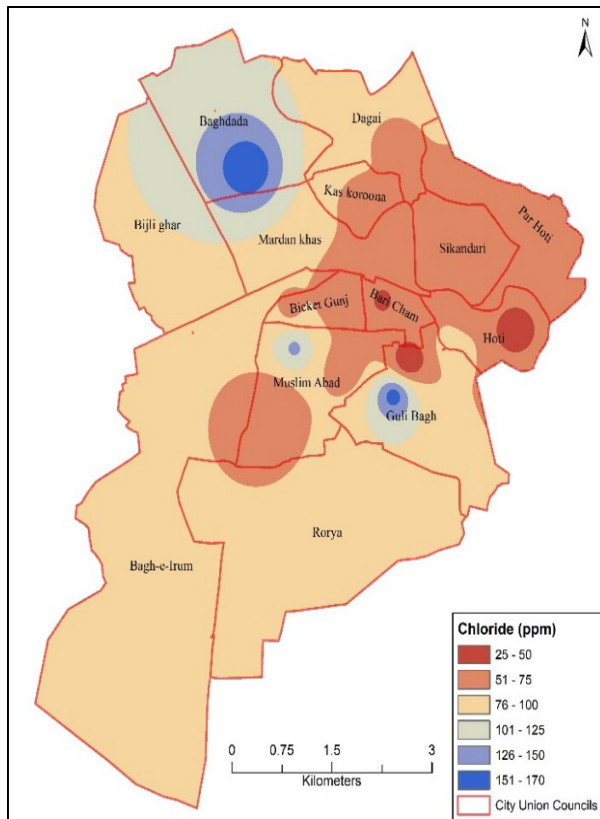 N
Baghdada
Dagai
Kas koroona
Par Hoti
Bijli ghar
Mardan khas
Sikandari
Bicket Gunj
Bari Cham
Hoti
Muslim Abad
Guli Bagh
Rorya
Bagh-e-Irum
Chloride (ppm)
25 - 50
51 - 75
76 - 100
101 - 125
126 - 150
151 - 170
City Union Councils
0 0.75 1.5 3
Kilometers